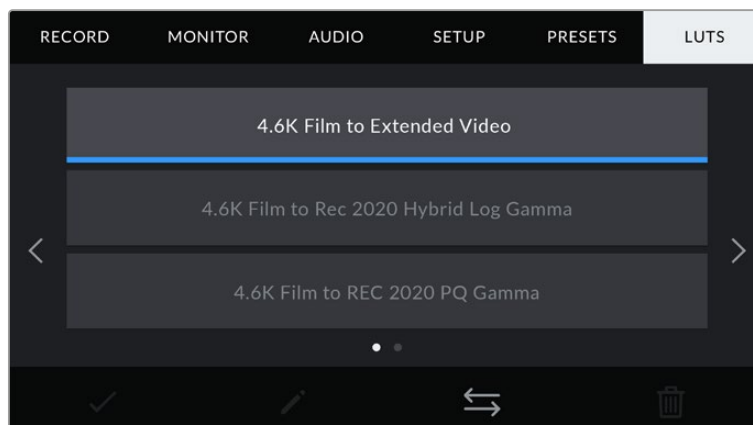 RECORD MONITOR AUDIO SETUP PRESETS LUTS
4.6K Film to Extended Video
4.6K Film to Rec 2020 Hybrid Log Gamma
4.6K Film to REC 2020 PQ Gamma